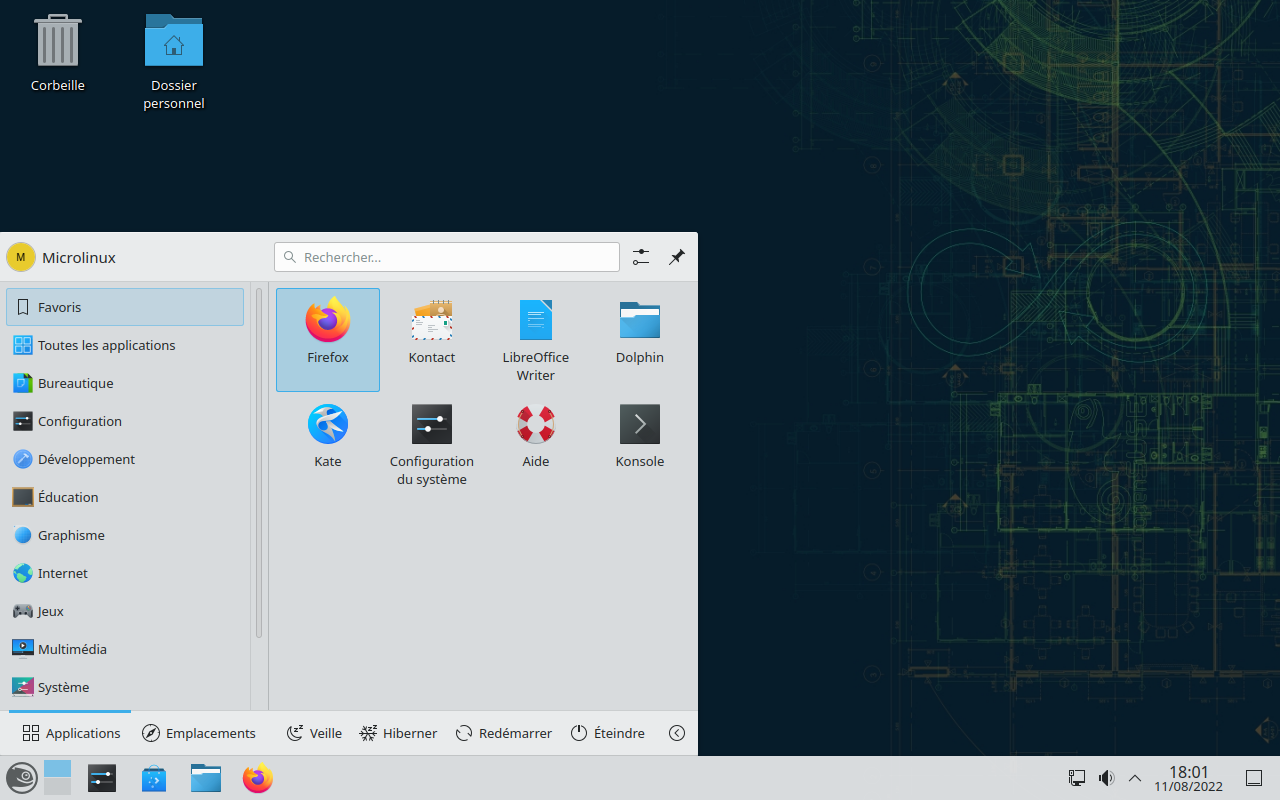 Corbeille
Dossier
personnel
M
Microlinux
Rechercher...
Favoris
Toutes les applications
Bureautique
Configuration
Développement
Éducation
Graphisme
Internet
Jeux
Multimédia
Système
Firefox
Kontact
LibreOffice
Writer
Dolphin
Kate
Configuration
du système
Aide
Konsole
Applications
Emplacements
Veille
Hiberner
Redémarrer
Éteindre
18:01
11/08/2022